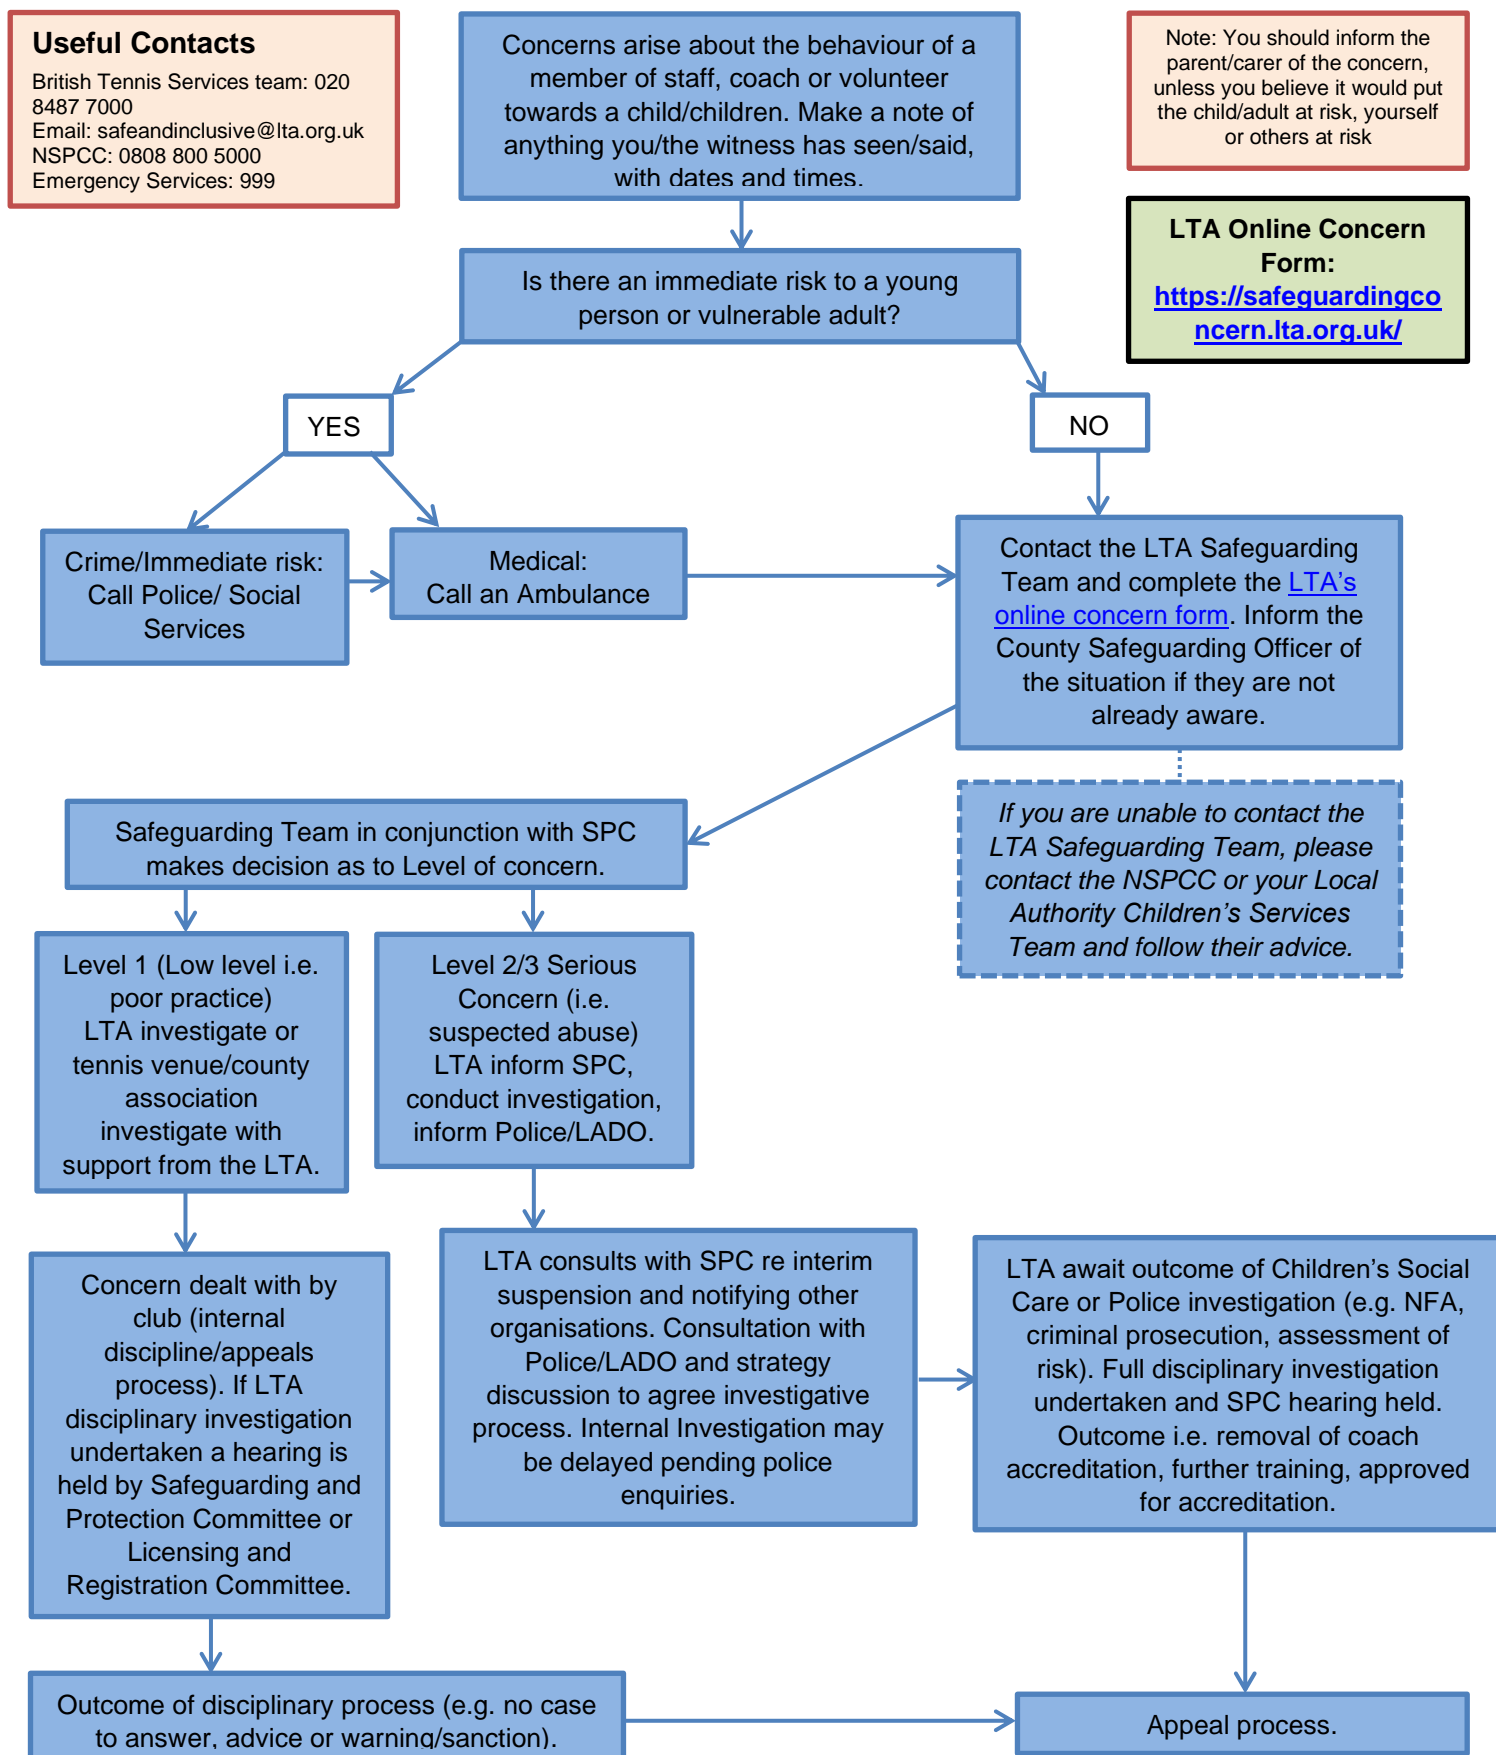 Useful Contacts
British Tennis Services team: 020
8487 7000
Email: safeandinclusive@lta.org.uk
NSPCC: 0808 800 5000
Emergency Services: 999
Concerns arise about the behaviour of a
member of staff, coach or volunteer
towards a child/children. Make a note of
anything you/the witness has seen/said,
with dates and times.
Note: You should inform the
parent/carer of the concern,
unless you believe it would put
the child/adult at risk, yourself
or others at risk
LTA Online Concern
Form:
https://safeguardingco
ncern.lta.org.uk/
Is there an immediate risk to a young
person or vulnerable adult?
YES
NO
Crime/Immediate risk:
Call Police/ Social
Services
Medical:
Call an Ambulance
Contact the LTA Safeguarding
Team and complete the LTA's
online concern form. Inform the
County Safeguarding Officer of
the situation if they are not
already aware.
If you are unable to contact the
LTA Safeguarding Team, please
contact the NSPCC or your Local
Authority Children's Services
Team and follow their advice.
Safeguarding Team in conjunction with SPC
makes decision as to Level of concern.
Level 1 (Low level i.e.
poor practice)
LTA investigate or
tennis venue/county
association
investigate with
support from the LTA.
Level 2/3 Serious
Concern (i.e.
suspected abuse)
LTA inform SPC,
conduct investigation,
inform Police/LADO.
Concern dealt with by
club (internal
discipline/appeals
process). If LTA
disciplinary investigation
undertaken a hearing is
held by Safeguarding and
Protection Committee or
Licensing and
Registration Committee.
LTA consults with SPC re interim
suspension and notifying other
organisations. Consultation with
Police/LADO and strategy
discussion to agree investigative
process. Internal Investigation may
be delayed pending police
enquiries.
LTA await outcome of Children's Social
Care or Police investigation (e.g. NFA,
criminal prosecution, assessment of
risk). Full disciplinary investigation
undertaken and SPC hearing held.
Outcome i.e. removal of coach
accreditation, further training, approved
for accreditation.
Outcome of disciplinary process (e.g. no case
to answer, advice or warning/sanction).
Appeal process.